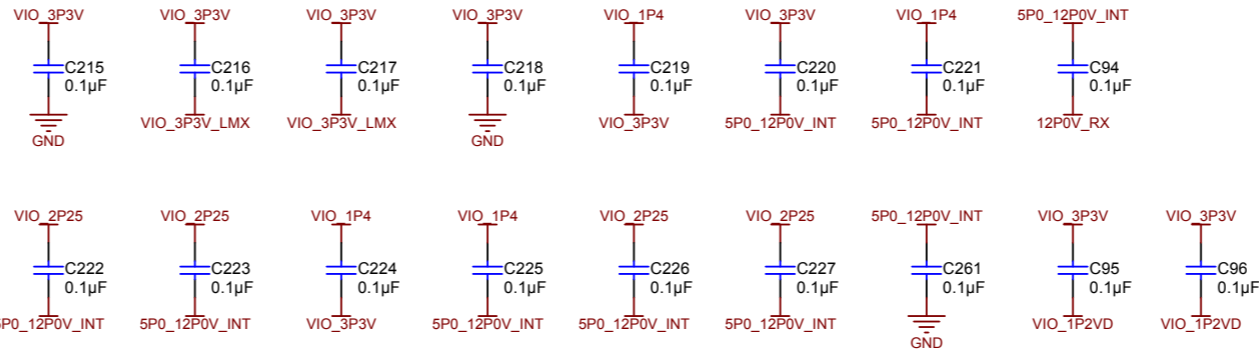 VIO_3P3V VIO_3P3V VIO_3P3V VIO_3P3V VIO_1P4 VIO_3P3V VIO_1P4 5P0_12P0V_INT
C215 C216 C217 C218 C219 C220 C221 C94
0.1µF 0.1µF 0.1µF 0.1µF 0.1µF 0.1µF 0.1µF 0.1µF
VIO_3P3V_LMX VIO_3P3V_LMX VIO_3P3V 5P0_12P0V_INT 5P0_12P0V_INT 12P0V_RX
GND GND
VIO_2P25 VIO_2P25 VIO_1P4 VIO_1P4 VIO_2P25 VIO_2P25 5P0_12P0V_INT VIO_3P3V VIO_3P3V
C222 C223 C224 C225 C226 C227 C261 C95 C96
0.1µF 0.1µF 0.1µF 0.1µF 0.1µF 0.1µF 0.1µF 0.1µF 0.1µF
5P0_12P0V_INT 5P0_12P0V_INT VIO_3P3V 5P0_12P0V_INT 5P0_12P0V_INT 5P0_12P0V_INT VIO_1P2VD VIO_1P2VD
GND